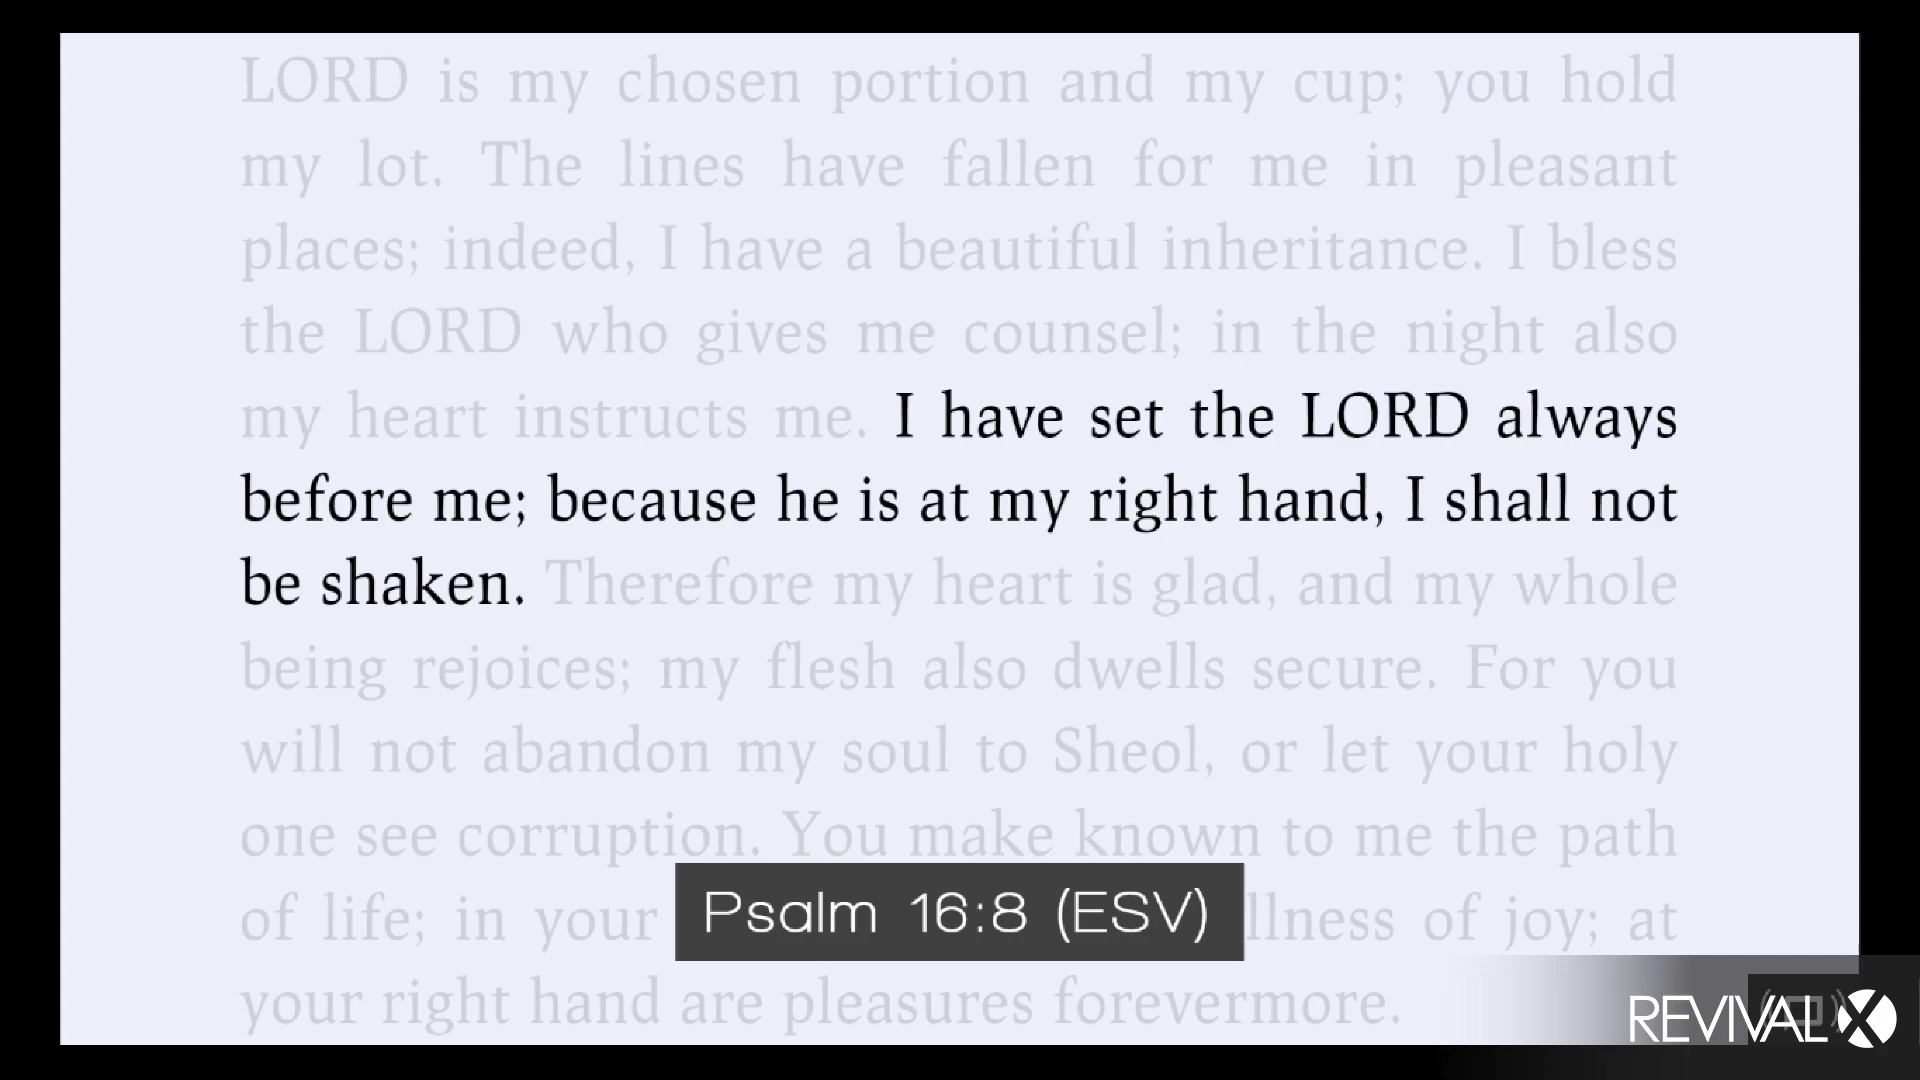 LORD is my chosen portion and my cup; you hold
my lot. The lines have fallen for me in pleasant
places; indeed, I have a beautiful inheritance. I bless
the LORD who gives me counsel; in the night also
my heart instructs me. I have set the LORD always
before me; because he is at my right hand, I shall not
be shaken. Therefore my heart is glad, and my whole
being rejoices; my flesh also dwells secure. For you
will not abandon my soul to Sheol, or let your holy
one see corruption. You make known to me the path
of life; in your llness of joy; at
Psalm 16:8 (ESV)
your right hand are pleasures forevermore.
REVIVAL X